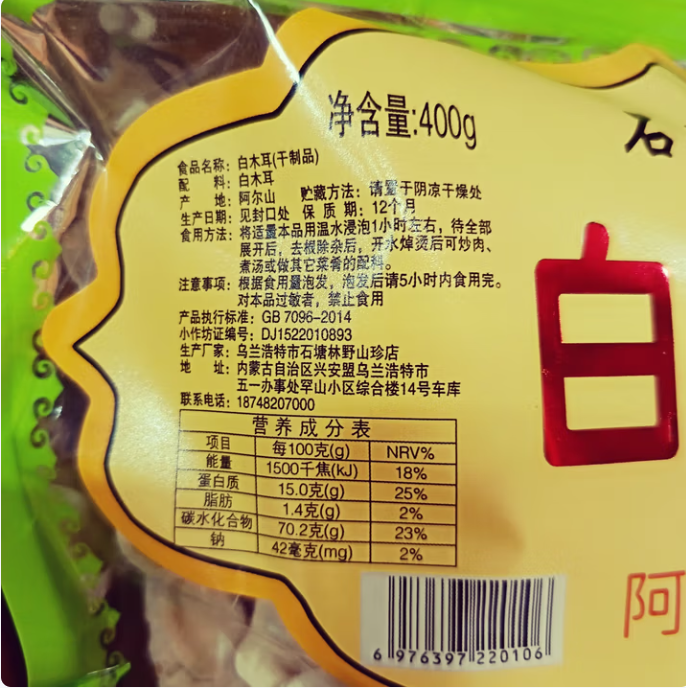 净含量:400g
石
食品名称: 白木耳(干制品)
配 料: 白木耳
产 地: 阿尔山 贮藏方法: 请置于阴凉干燥处
生产日期: 见封口处 保 质 期: 12个月
食用方法: 将适量本品用温水浸泡1小时左右，待全部
展开后，去根除杂后，开水焯烫后可炒肉、
煮汤或做其它菜肴的配料。
注意事项: 根据食用量泡发，泡发后请5小时内食用完。
对本品过敏者，禁止食用
产品执行标准: GB 7096-2014
小作坊证编号: DJ1522010893
生产厂家: 乌兰浩特市石塘林野山珍店
地 址: 内蒙古自治区兴安盟乌兰浩特市
五一办事处罕山小区综合楼14号车库
联系电话: 18748207000
营养成分表
项目 每100克(g) NRV%
能量 1500千焦(kJ) 18%
蛋白质 15.0克(g) 25%
脂肪 1.4克(g) 2%
碳水化合物 70.2克(g) 23%
钠 42毫克(mg) 2%
白
阿
6 976397 220106